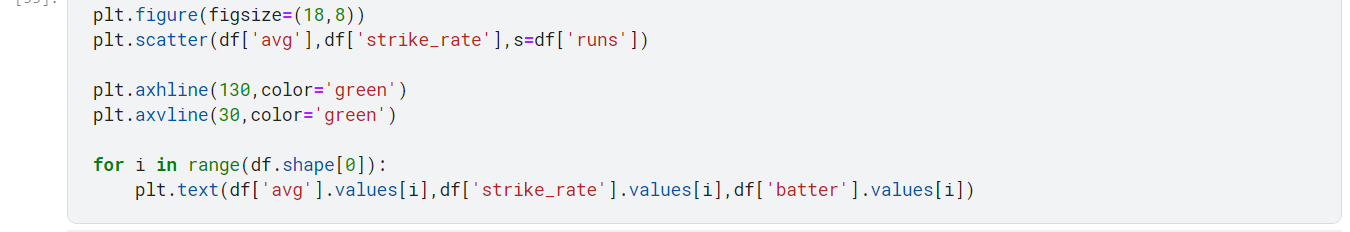 plt.figure(figsize=(18,8))
plt.scatter(df['avg'],df['strike_rate'],s=df['runs'])

plt.axhline(130,color='green')
plt.axvline(30,color='green')

for i in range(df.shape[0]):
    plt.text(df['avg'].values[i],df['strike_rate'].values[i],df['batter'].values[i])